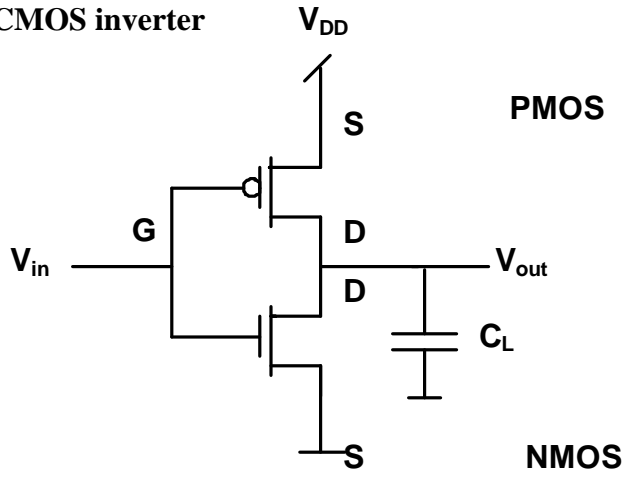 CMOS inverter
VDD
S
PMOS
G
D
Vin
Vout
D
CL
S
NMOS